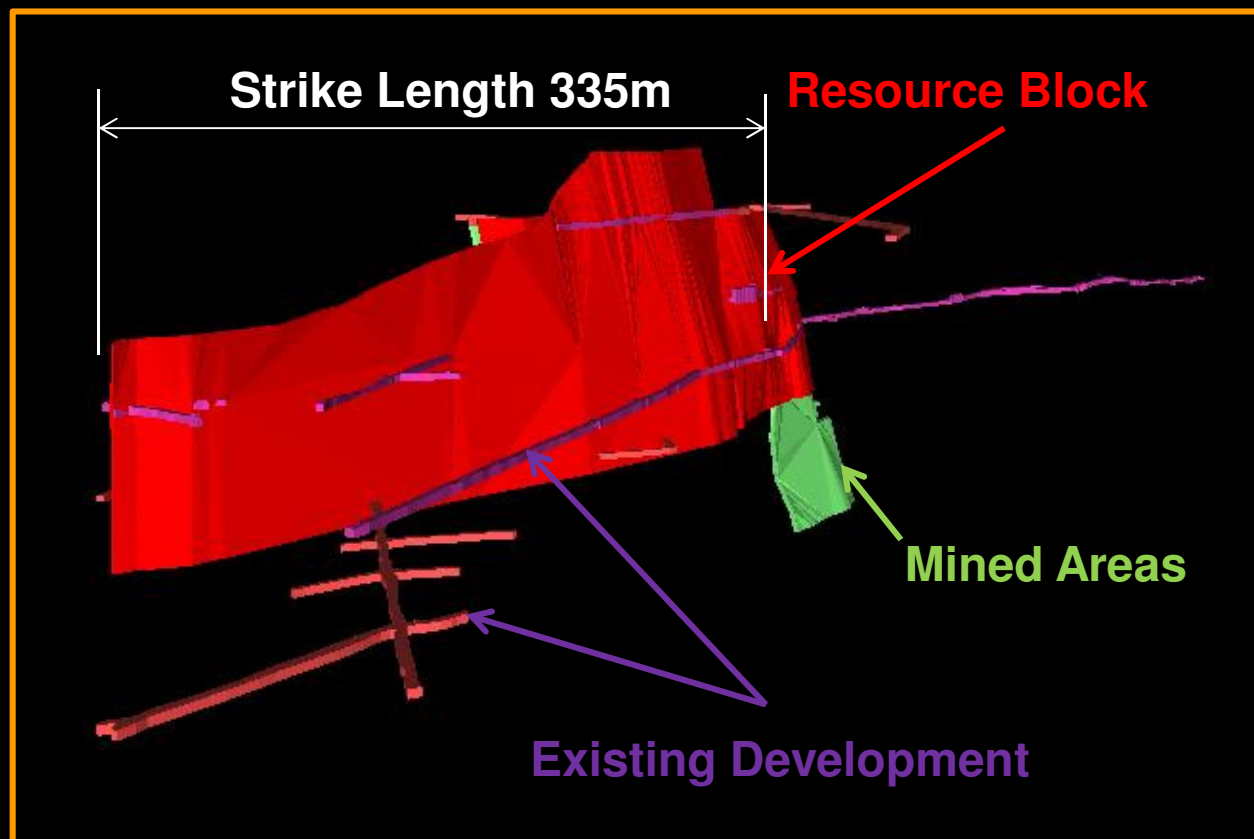 Strike Length 335m
Resource Block
Mined Areas
Existing Development